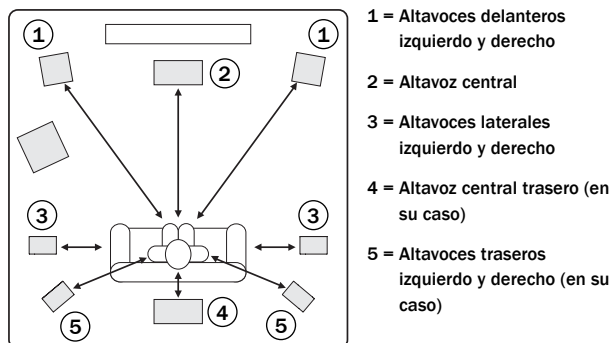 1
1
2
3
3
4
5
5
1 = Altavoces delanteros
izquierdo y derecho
2 = Altavoz central
3 = Altavoces laterales
izquierdo y derecho
4 = Altavoz central trasero (en
su caso)
5 = Altavoces traseros
izquierdo y derecho (en su
caso)